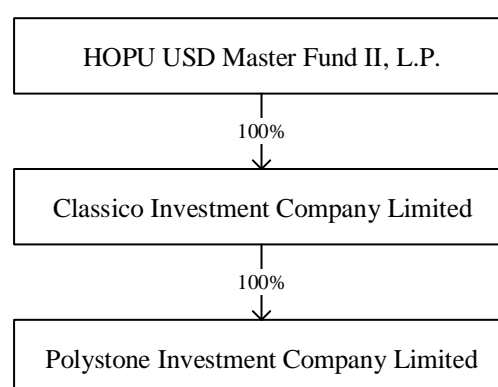 HOPU USD Master Fund II, L.P.
100%
Classico Investment Company Limited
100%
Polystone Investment Company Limited